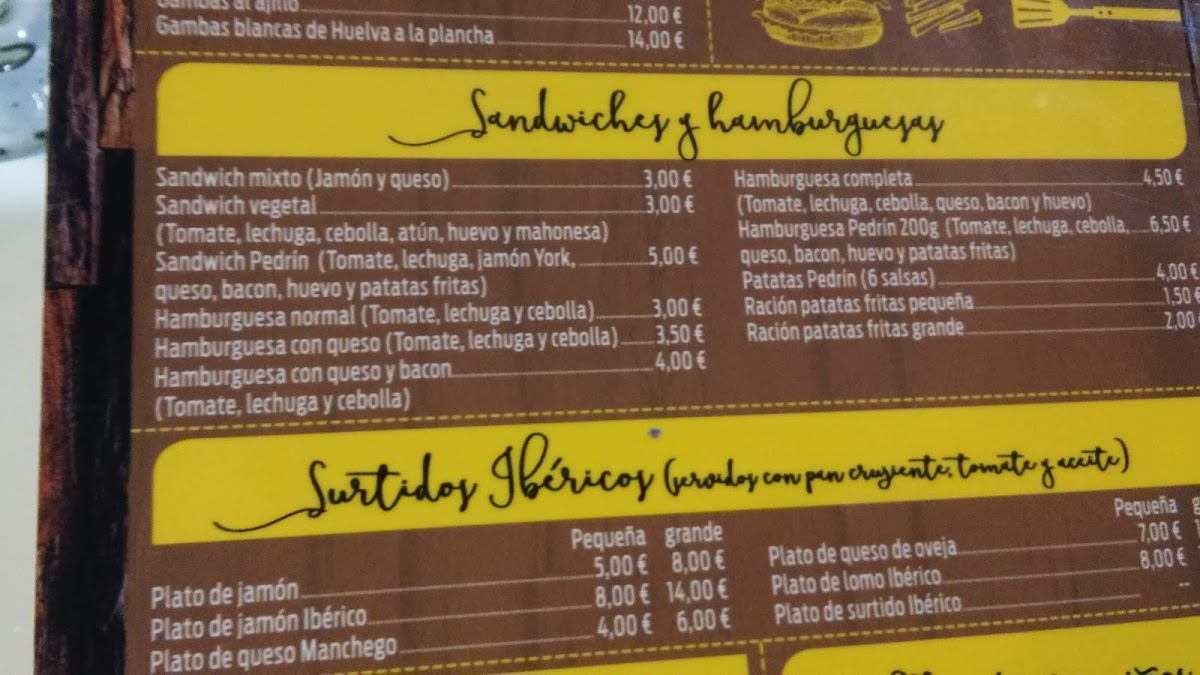 Gambas al ajillo 12,00 €
Gambas blancas de Huelva a la plancha 14,00 €
Sandwiches y hamburguesas
Sandwich mixto (Jamón y queso) 3,00 €
Sandwich vegetal 3,00 €
(Tomate, lechuga, cebolla, atún, huevo y mahonesa)
Sandwich Pedrín (Tomate, lechuga, jamón York, 5,00 €
queso, bacon, huevo y patatas fritas)
Hamburguesa normal (Tomate, lechuga y cebolla) 3,00 €
Hamburguesa con queso (Tomate, lechuga y cebolla) 3,50 €
Hamburguesa con queso y bacon 4,00 €
(Tomate, lechuga y cebolla)
Hamburguesa completa 4,50 €
(Tomate, lechuga, cebolla, queso, bacon y huevo)
Hamburguesa Pedrín 200g (Tomate, lechuga, cebolla, 6,50 €
queso, bacon, huevo y patatas fritas)
Patatas Pedrín (6 salsas) 4,00 €
Ración patatas fritas pequeña 1,50 €
Ración patatas fritas grande 2,00 €
Surtidos Ibéricos (servidos con pan crujiente, tomate y aceite)
Pequeña grande
Plato de jamón 5,00 € 8,00 €
Plato de jamón Ibérico 8,00 € 14,00 €
Plato de queso Manchego 4,00 € 6,00 €
Pequeña
Plato de queso de oveja 7,00 €
Plato de lomo Ibérico 8,00 €
Plato de surtido Ibérico --